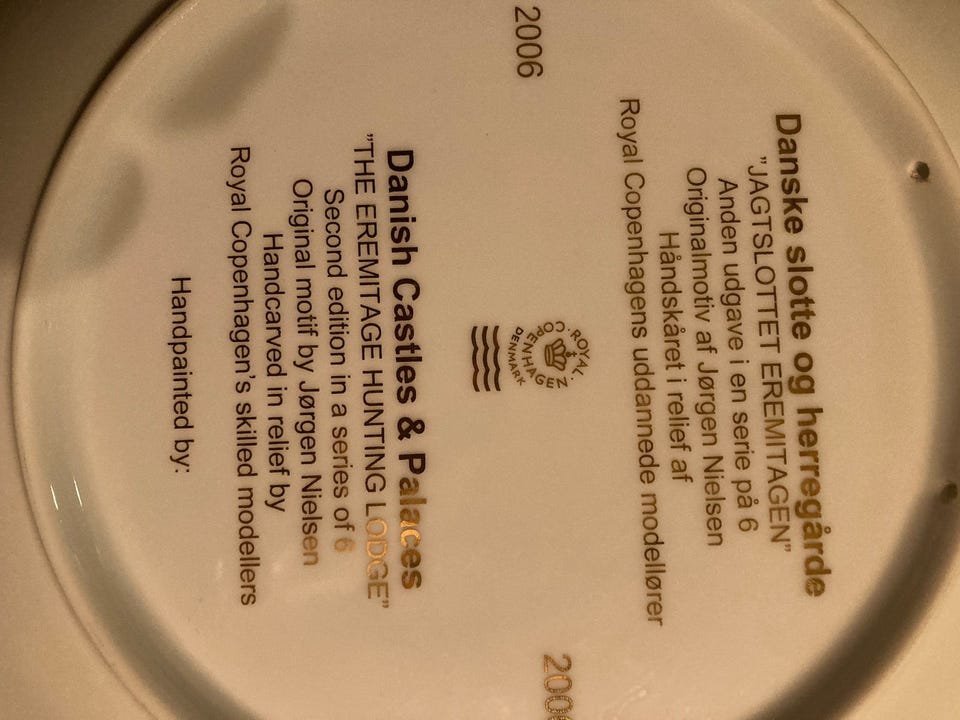 Danske slotte og herregårde
"JAGTSLOTTET EREMITAGEN"
Anden udgave i en serie på 6
Originalmotiv af Jørgen Nielsen
Håndskåret i relief af
Royal Copenhagens uddannede modellører
2006
ROYAL COPENHAGEN
DENMARK
Danish Castles & Palaces
"THE EREMITAGE HUNTING LODGE"
Second edition in a series of 6
Original motif by Jørgen Nielsen
Handcarved in relief by
Royal Copenhagen's skilled modellers
Handpainted by: